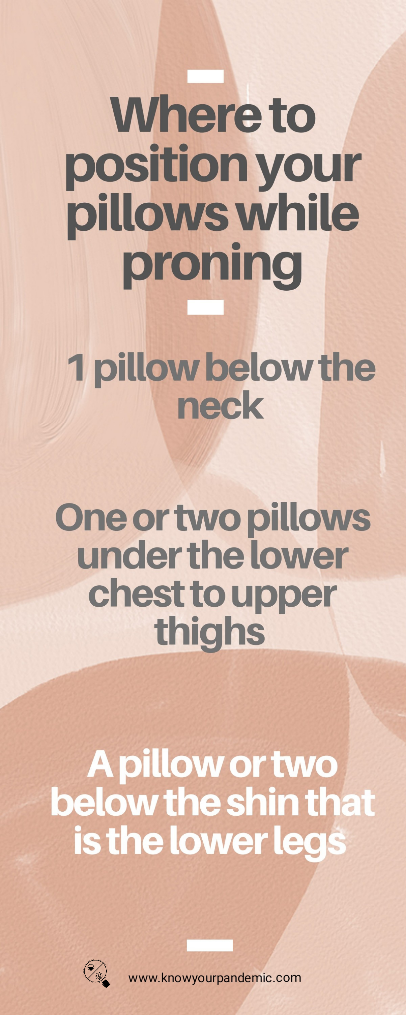 Where to
position your
pillows while
proning
1 pillow below the
neck
One or two pillows
under the lower
chest to upper
thighs
A pillow or two
below the shin that
is the lower legs
www.knowyourpandemic.com